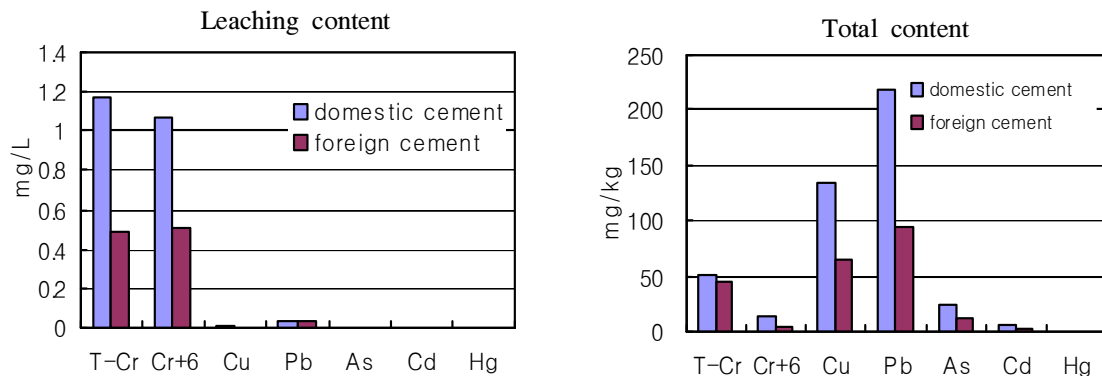 Leaching content
1.4
1.2
1
0.8
0.6
0.4
0.2
0
mg/L
domestic cement
foreign cement
T-Cr Cr+6 Cu Pb As Cd Hg
Total content
250
200
150
100
50
0
mg/kg
domestic cement
foreign cement
T-Cr Cr+6 Cu Pb As Cd Hg